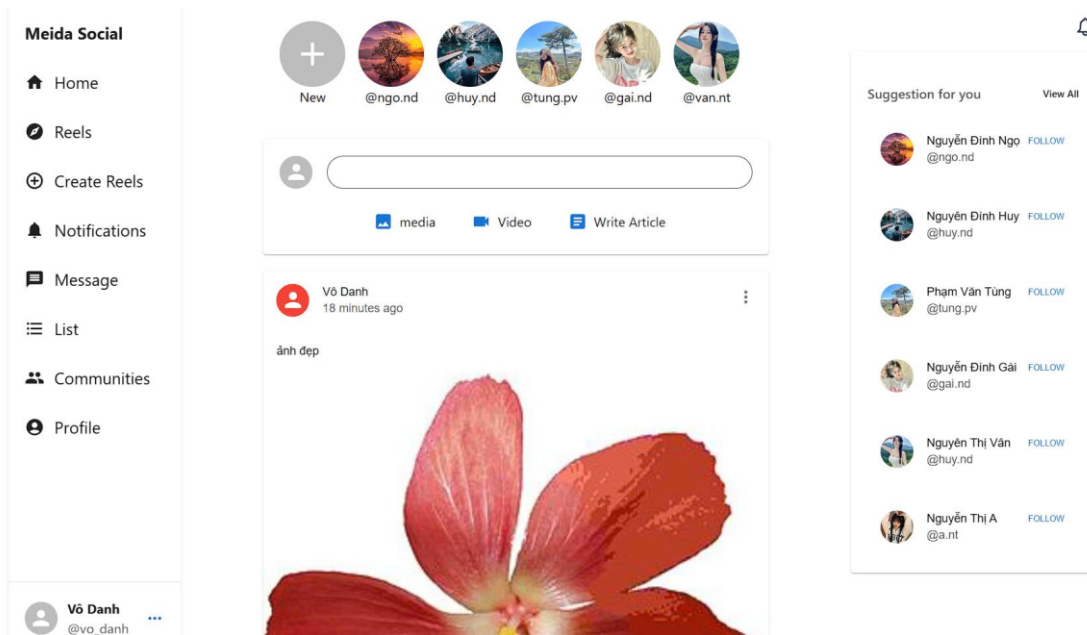 Meida Social
Home
Reels
Create Reels
Notifications
Message
List
Communities
Profile
Vô Danh
@vo_danh
New
@ngo.nd
@huy.nd
@tung.pv
@gai.nd
@van.nt
media
Video
Write Article
Vô Danh
18 minutes ago
ảnh đẹp
Suggestion for you
View All
Nguyễn Đình Ngọ FOLLOW
@ngo.nd
Nguyên Đình Huy FOLLOW
@huy.nd
Phạm Văn Tùng FOLLOW
@tung.pv
Nguyễn Đình Gái FOLLOW
@gai.nd
Nguyên Thị Vân FOLLOW
@huy.nd
Nguyễn Thị A FOLLOW
@a.nt